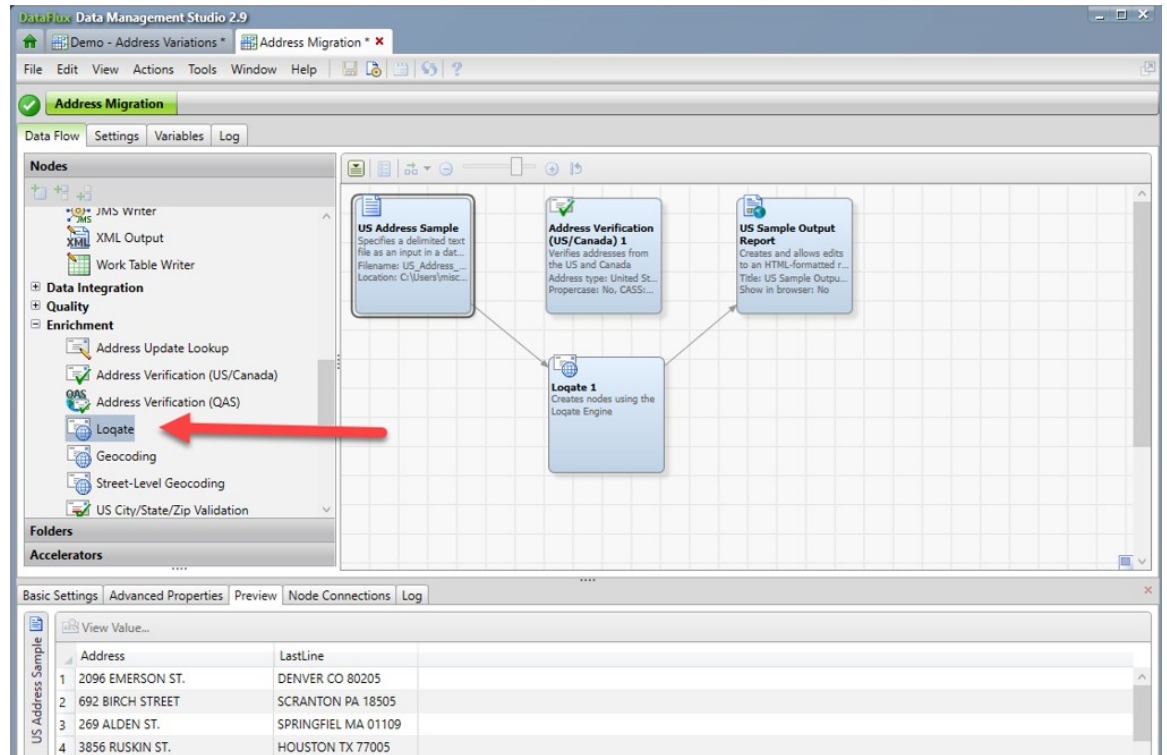 DataFlux Data Management Studio 2.9
Demo - Address Variations *
Address Migration *
File Edit View Actions Tools Window Help
Address Migration
Data Flow Settings Variables Log
Nodes
JMS Writer
XML Output
Work Table Writer
Data Integration
Quality
Enrichment
Address Update Lookup
Address Verification (US/Canada)
Address Verification (QAS)
Loqate
Geocoding
Street-Level Geocoding
US City/State/Zip Validation
Folders
Accelerators
US Address Sample
Specifies a delimited text
file as an input in a dat...
Filename: US_Address_...
Location: C:\Users\misc...
Address Verification
(US/Canada) 1
Verifies addresses from
the US and Canada
Address type: United St...
Propercase: No, CASS:...
US Sample Output
Report
Creates and allows edits
to an HTML-formatted r...
Title: US Sample Outpu...
Show in browser: No
Loqate 1
Creates nodes using the
Loqate Engine
Basic Settings Advanced Properties Preview Node Connections Log
US Address Sample
View Value...
Address LastLine
1 2096 EMERSON ST. DENVER CO 80205
2 692 BIRCH STREET SCRANTON PA 18505
3 269 ALDEN ST. SPRINGFIEL MA 01109
4 3856 RUSKIN ST. HOUSTON TX 77005